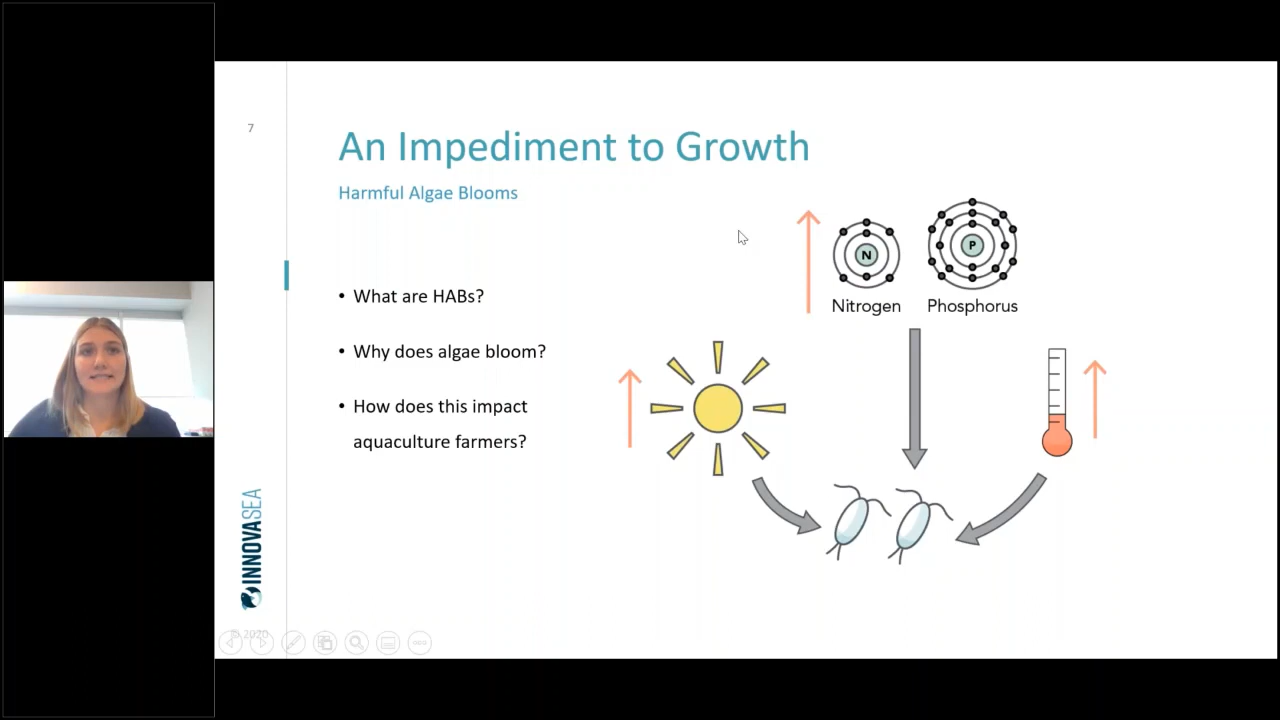 7
An Impediment to Growth
Harmful Algae Blooms
N
P
Nitrogen
Phosphorus
• What are HABs?
• Why does algae bloom?
• How does this impact
aquaculture farmers?
INNOVASEA
© 2020